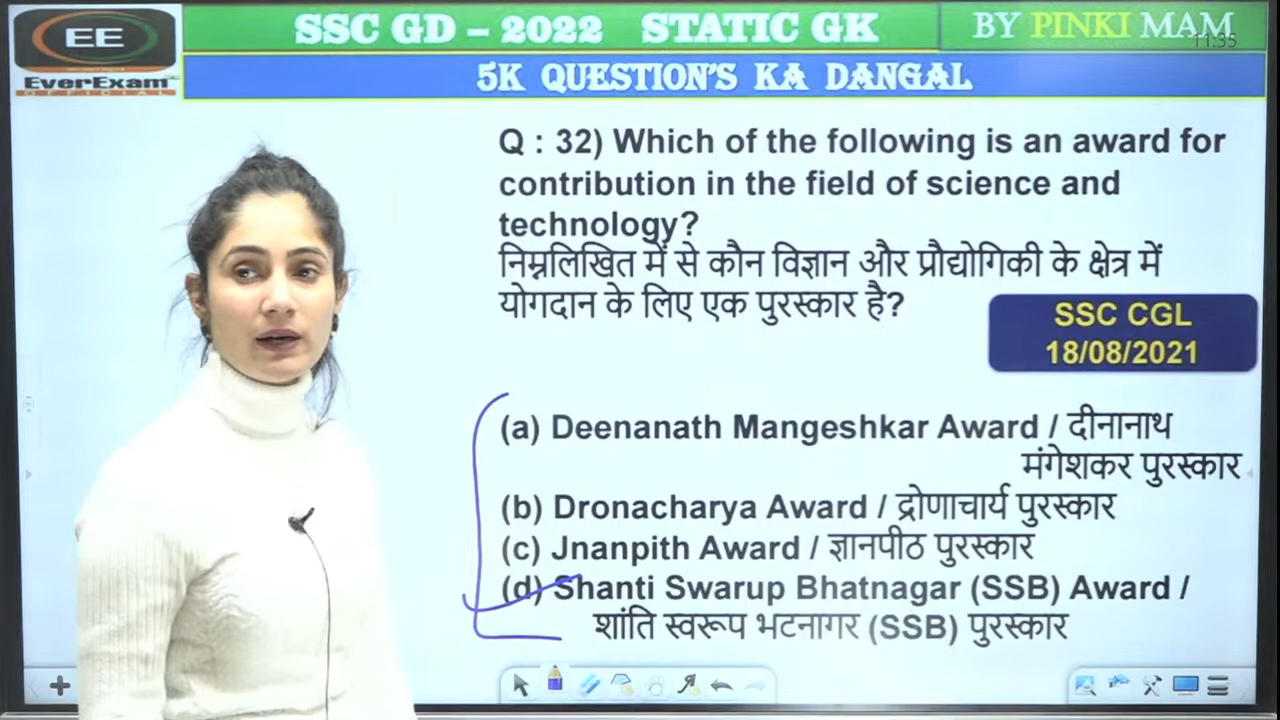 EE
EverExam
OFFICIAL
SSC GD – 2022 STATIC GK
BY PINKI MAM
11:35
5K QUESTION'S KA DANGAL
Q : 32) Which of the following is an award for
contribution in the field of science and
technology?
निम्नलिखित में से कौन विज्ञान और प्रौद्योगिकी के क्षेत्र में
योगदान के लिए एक पुरस्कार है?
SSC CGL
18/08/2021
(a) Deenanath Mangeshkar Award / दीनानाथ
मंगेशकर पुरस्कार
(b) Dronacharya Award / द्रोणाचार्य पुरस्कार
(c) Jnanpith Award / ज्ञानपीठ पुरस्कार
(d) Shanti Swarup Bhatnagar (SSB) Award /
शांति स्वरूप भटनागर (SSB) पुरस्कार